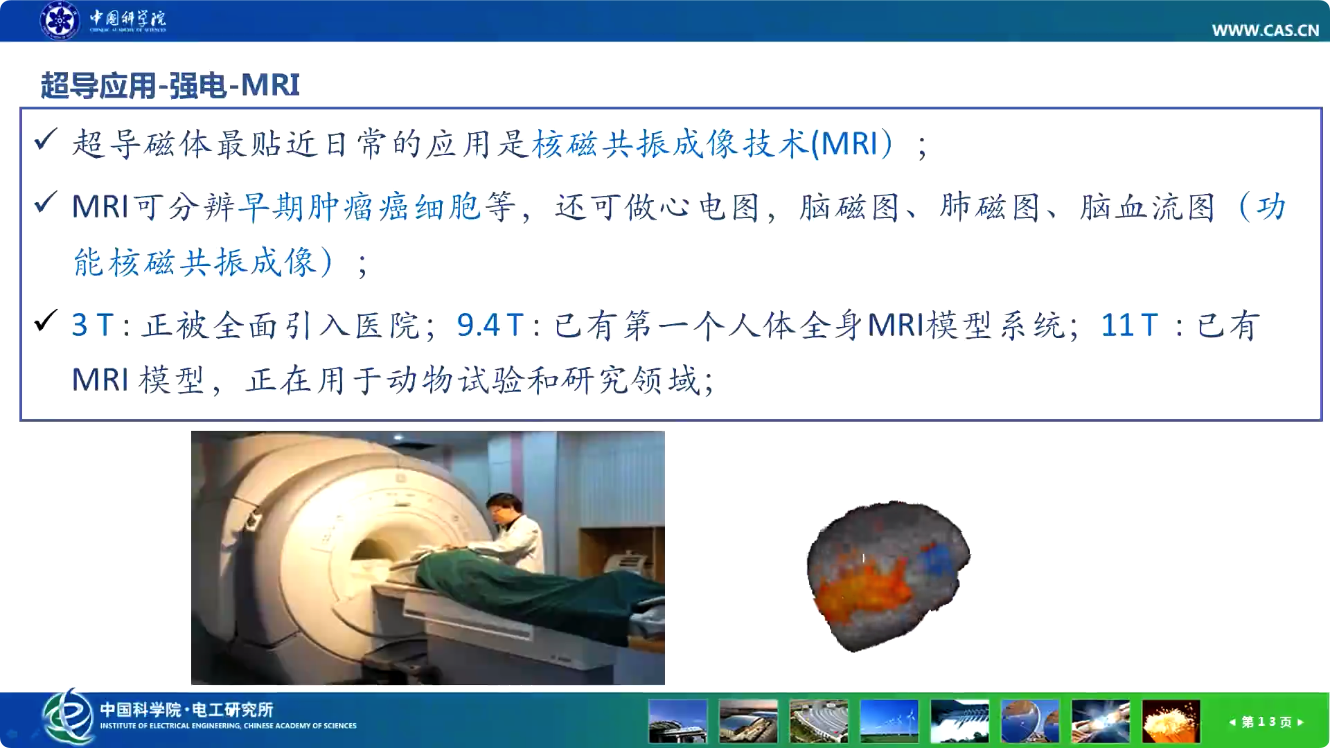 中国科学院
CHINESE ACADEMY OF SCIENCES
WWW.CAS.CN
超导应用-强电-MRI
✓ 超导磁体最贴近日常的应用是核磁共振成像技术(MRI）;
✓ MRI可分辨早期肿瘤癌细胞等，还可做心电图，脑磁图、肺磁图、脑血流图（功
能核磁共振成像）;
✓ 3 T : 正被全面引入医院；9.4 T : 已有第一个人体全身MRI模型系统；11 T : 已有
MRI 模型，正在用于动物试验和研究领域；
中国科学院·电工研究所
INSTITUTE OF ELECTRICAL ENGINEERING, CHINESE ACADEMY OF SCIENCES
第 1 3 页